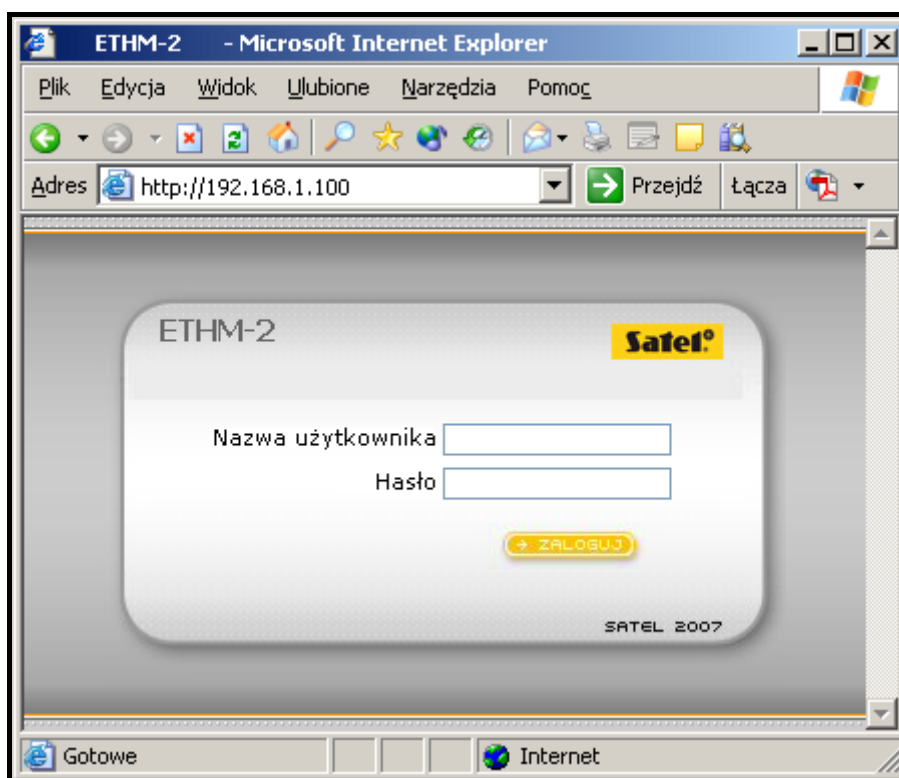 ETHM-2 - Microsoft Internet Explorer
Plik Edycja Widok Ulubione Narzędzia Pomoc
Adres http://192.168.1.100 Przejdź Łącza
ETHM-2
Satel
Nazwa użytkownika
Hasło
ZALOGUJ
SATEL 2007
Gotowe Internet